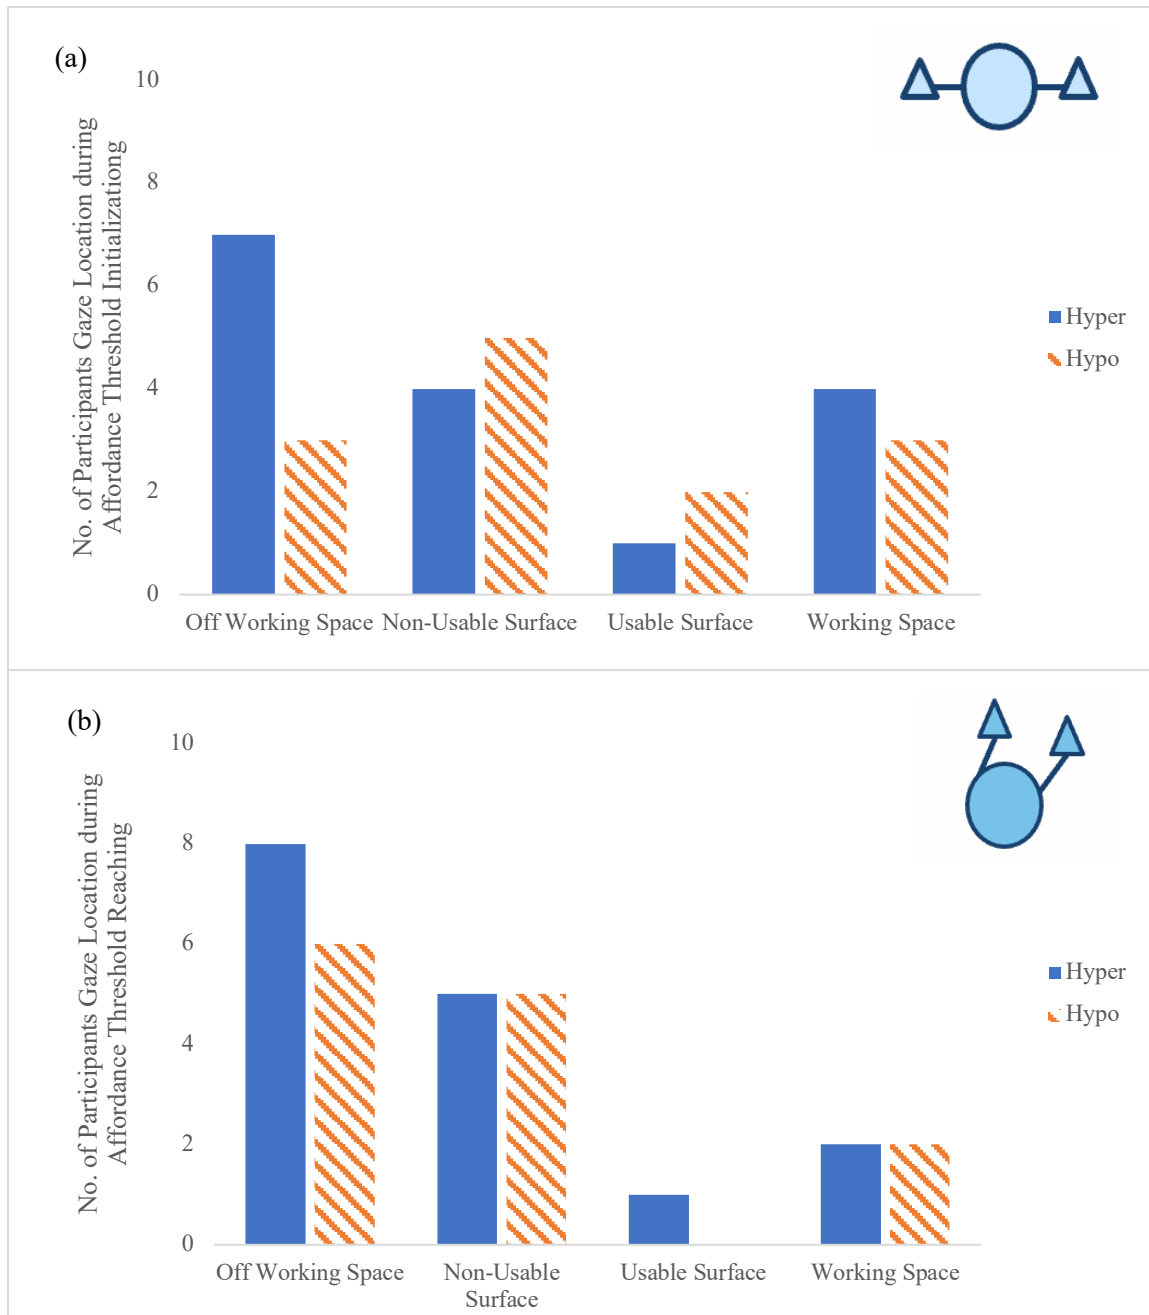 (a)
No. of Participants Gaze Location during
Affordance Threshold Initializationg
10
8
6
4
2
0
Off Working Space
Non-Usable Surface
Usable Surface
Working Space
Hyper
Hypo
(b)
No. of Participants Gaze Location during
Affordance Threshold Reaching
10
8
6
4
2
0
Off Working Space
Non-Usable
Surface
Usable Surface
Working Space
Hyper
Hypo